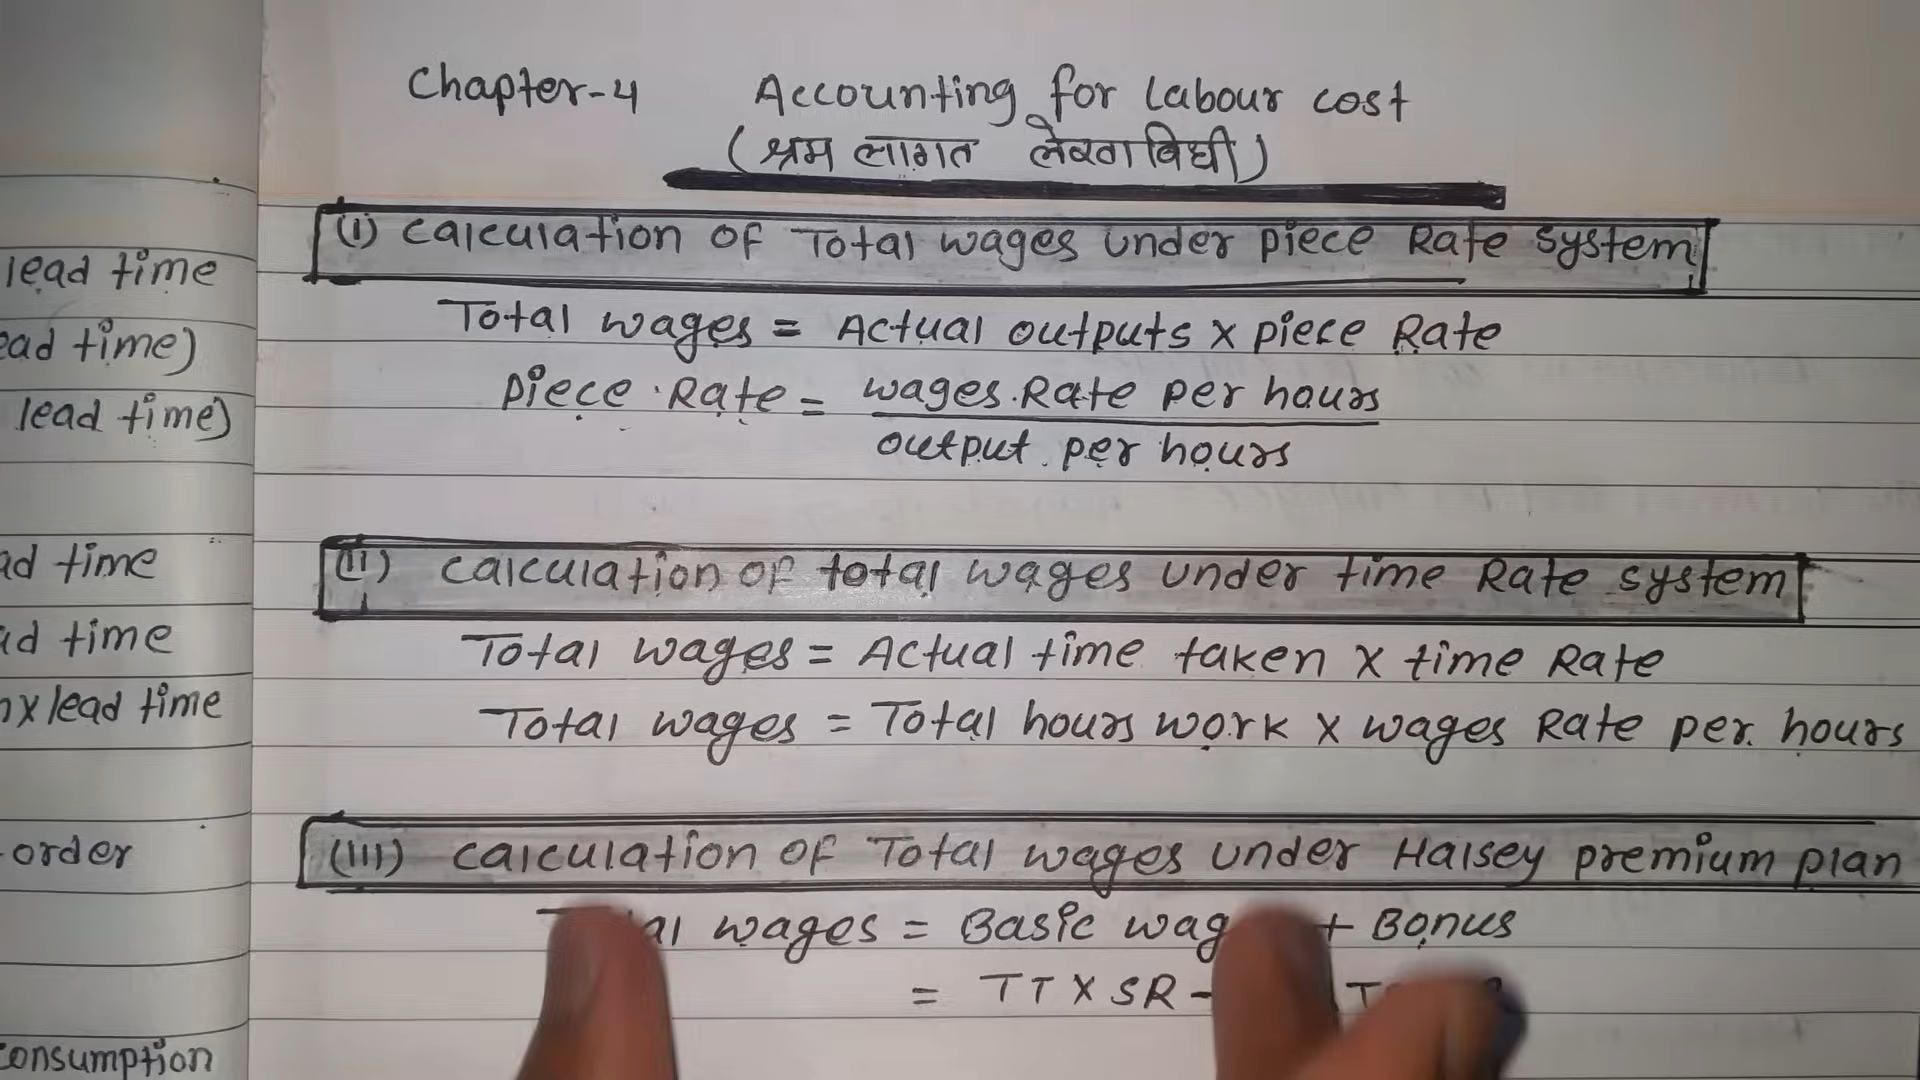 lead time
ead time)
lead time)
ad time
ad time
n x lead time
order
consumption
Chapter-4 Accounting for Labour cost
(श्रम लागत लेखाविधी)
(i) Calculation of Total wages under piece Rate system
Total wages = Actual outputs x piece Rate
piece Rate = wages Rate per hours
output per hours
(ii) Calculation of total wages under time Rate system
Total wages = Actual time taken x time Rate
Total wages = Total hours work x wages Rate per hours
(iii) Calculation of Total wages under Halsey premium plan
wages = Basic + Bonus
= TT X SR